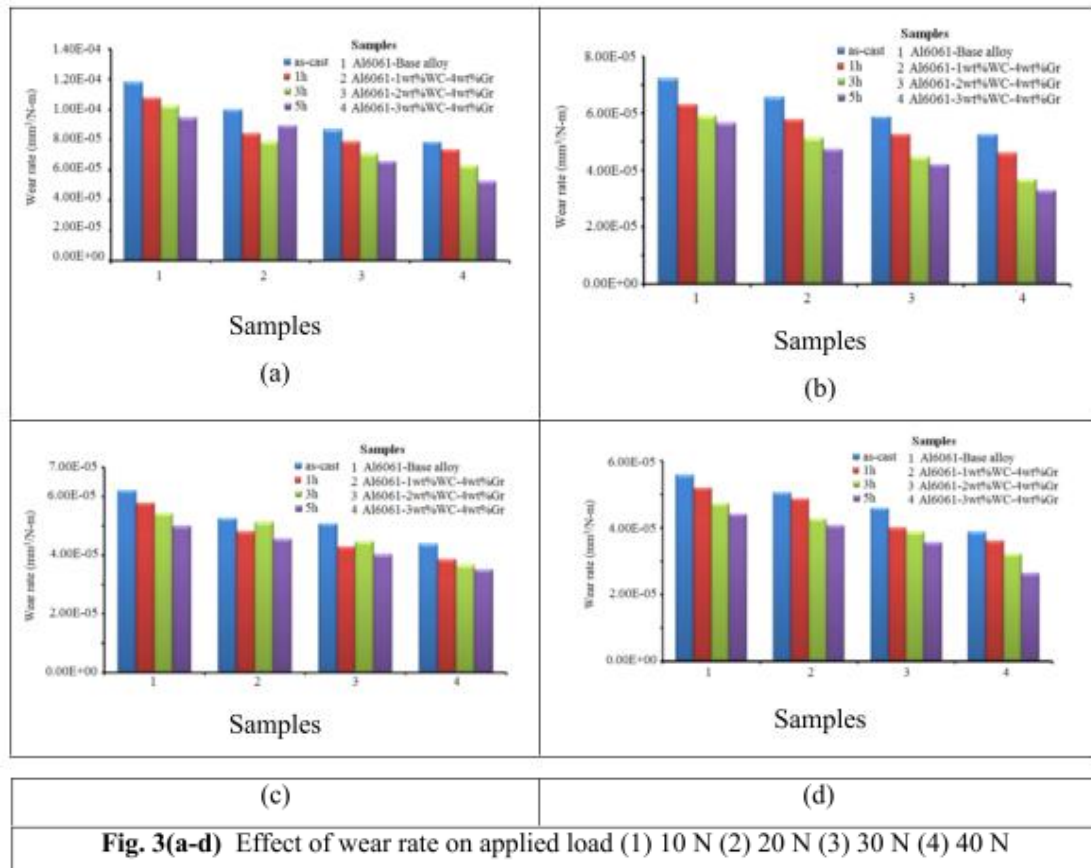 Samples
as-cast 1 Al6061-Base alloy
1h 2 Al6061-1wt%WC-4wt%Gr
3h 3 Al6061-2wt%WC-4wt%Gr
5h 4 Al6061-3wt%WC-4wt%Gr
Wear rate (mm³/N-m)
1.40E-04
1.20E-04
1.00E-04
8.00E-05
6.00E-05
4.00E-05
2.00E-05
0.00E+00
1 2 3 4
Samples
(a)
Samples
as-cast 1 Al6061-Base alloy
1h 2 Al6061-1wt%WC-4wt%Gr
3h 3 Al6061-2wt%WC-4wt%Gr
5h 4 Al6061-3wt%WC-4wt%Gr
Wear rate (mm³/N-m)
8.00E-05
6.00E-05
4.00E-05
2.00E-05
0.00E+00
1 2 3 4
Samples
(b)
Samples
as-cast 1 Al6061-Base alloy
1h 2 Al6061-1wt%WC-4wt%Gr
3h 3 Al6061-2wt%WC-4wt%Gr
5h 4 Al6061-3wt%WC-4wt%Gr
Wear rate (mm³/N-m)
7.00E-05
6.00E-05
4.00E-05
2.00E-05
0.00E+00
1 2 3 4
Samples
Samples
as-cast 1 Al6061-Base alloy
1h 2 Al6061-1wt%WC-4wt%Gr
3h 3 Al6061-2wt%WC-4wt%Gr
5h 4 Al6061-3wt%WC-4wt%Gr
Wear rate (mm³/N-m)
6.00E-05
4.00E-05
2.00E-05
0.00E+00
1 2 3 4
Samples
(c) (d)
Fig. 3(a-d) Effect of wear rate on applied load (1) 10 N (2) 20 N (3) 30 N (4) 40 N